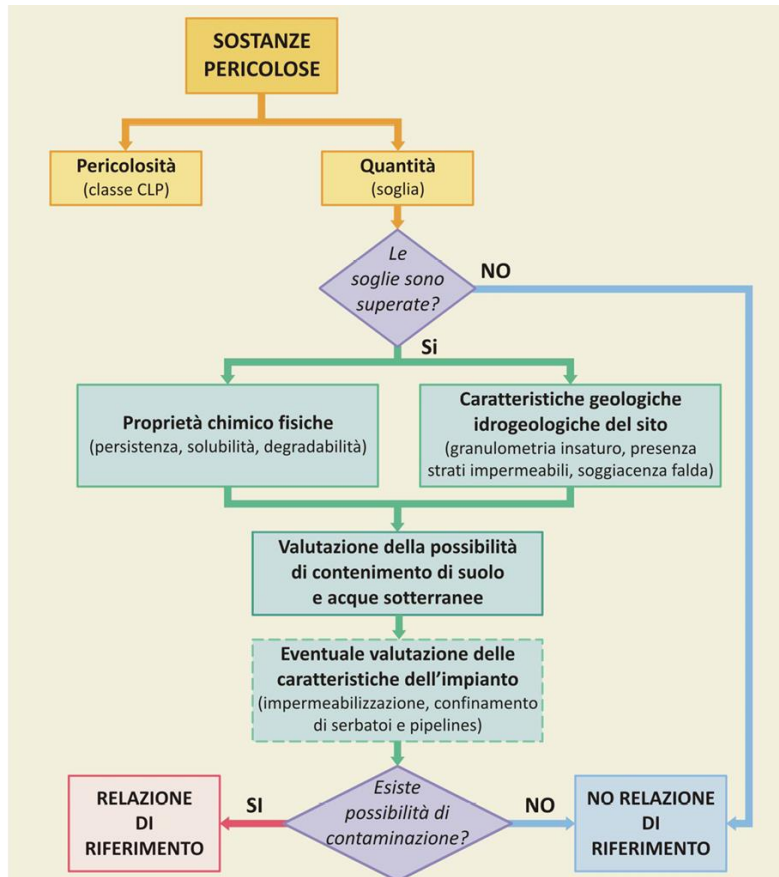 SOSTANZE
PERICOLOSE
Pericolosità
(classe CLP)
Quantità
(soglia)
Le
soglie sono
superate?
NO
Si
Proprietà chimico fisiche
(persistenza, solubilità, degradabilità)
Caratteristiche geologiche
idrogeologiche del sito
(granulometria insaturo, presenza
strati impermeabili, soggiacenza falda)
Valutazione della possibilità
di contenimento di suolo
e acque sotterranee
Eventuale valutazione delle
caratteristiche dell'impianto
(impermeabilizzazione, confinamento
di serbatoi e pipelines)
Esiste
possibilità di
contaminazione?
SI
NO
RELAZIONE
DI
RIFERIMENTO
NO RELAZIONE
DI
RIFERIMENTO